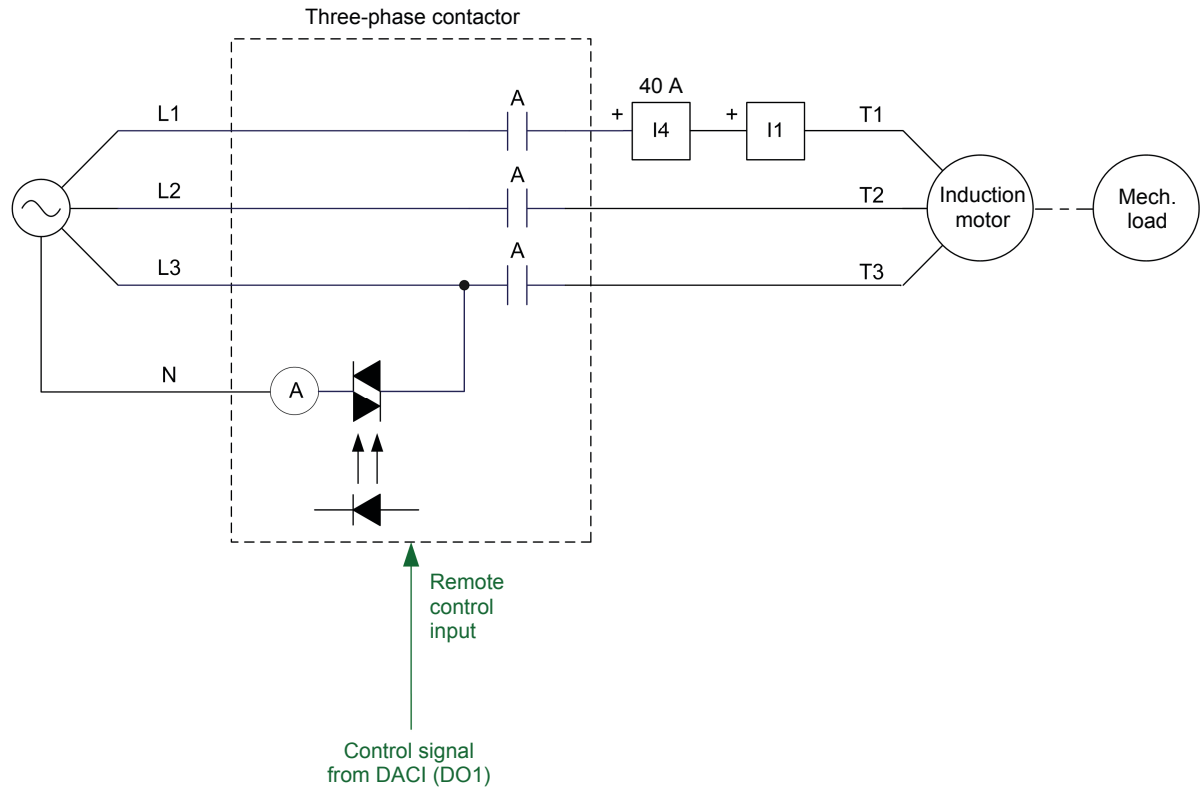 Three-phase contactor
40 A
L1
A
+
I4
+
I1
T1
L2
A
T2
Induction
motor
Mech.
load
L3
A
T3
N
A
Remote
control
input
Control signal
from DACI (DO1)